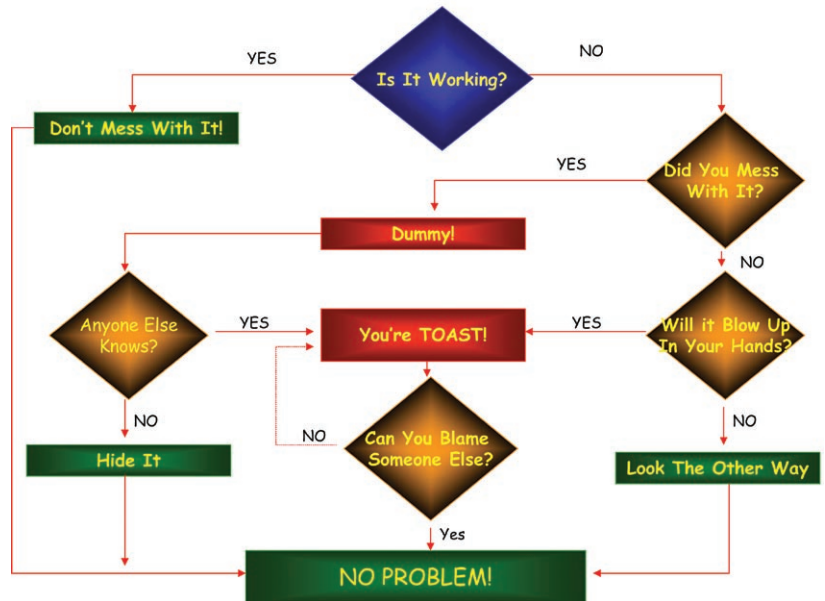 YES
Is It Working?
NO
Don't Mess With It!
YES
Did You Mess
With It?
Dummy!
NO
Anyone Else
Knows?
YES
You're TOAST!
YES
Will it Blow Up
In Your Hands?
NO
NO
Can You Blame
Someone Else?
NO
Hide It
Look The Other Way
Yes
NO PROBLEM!